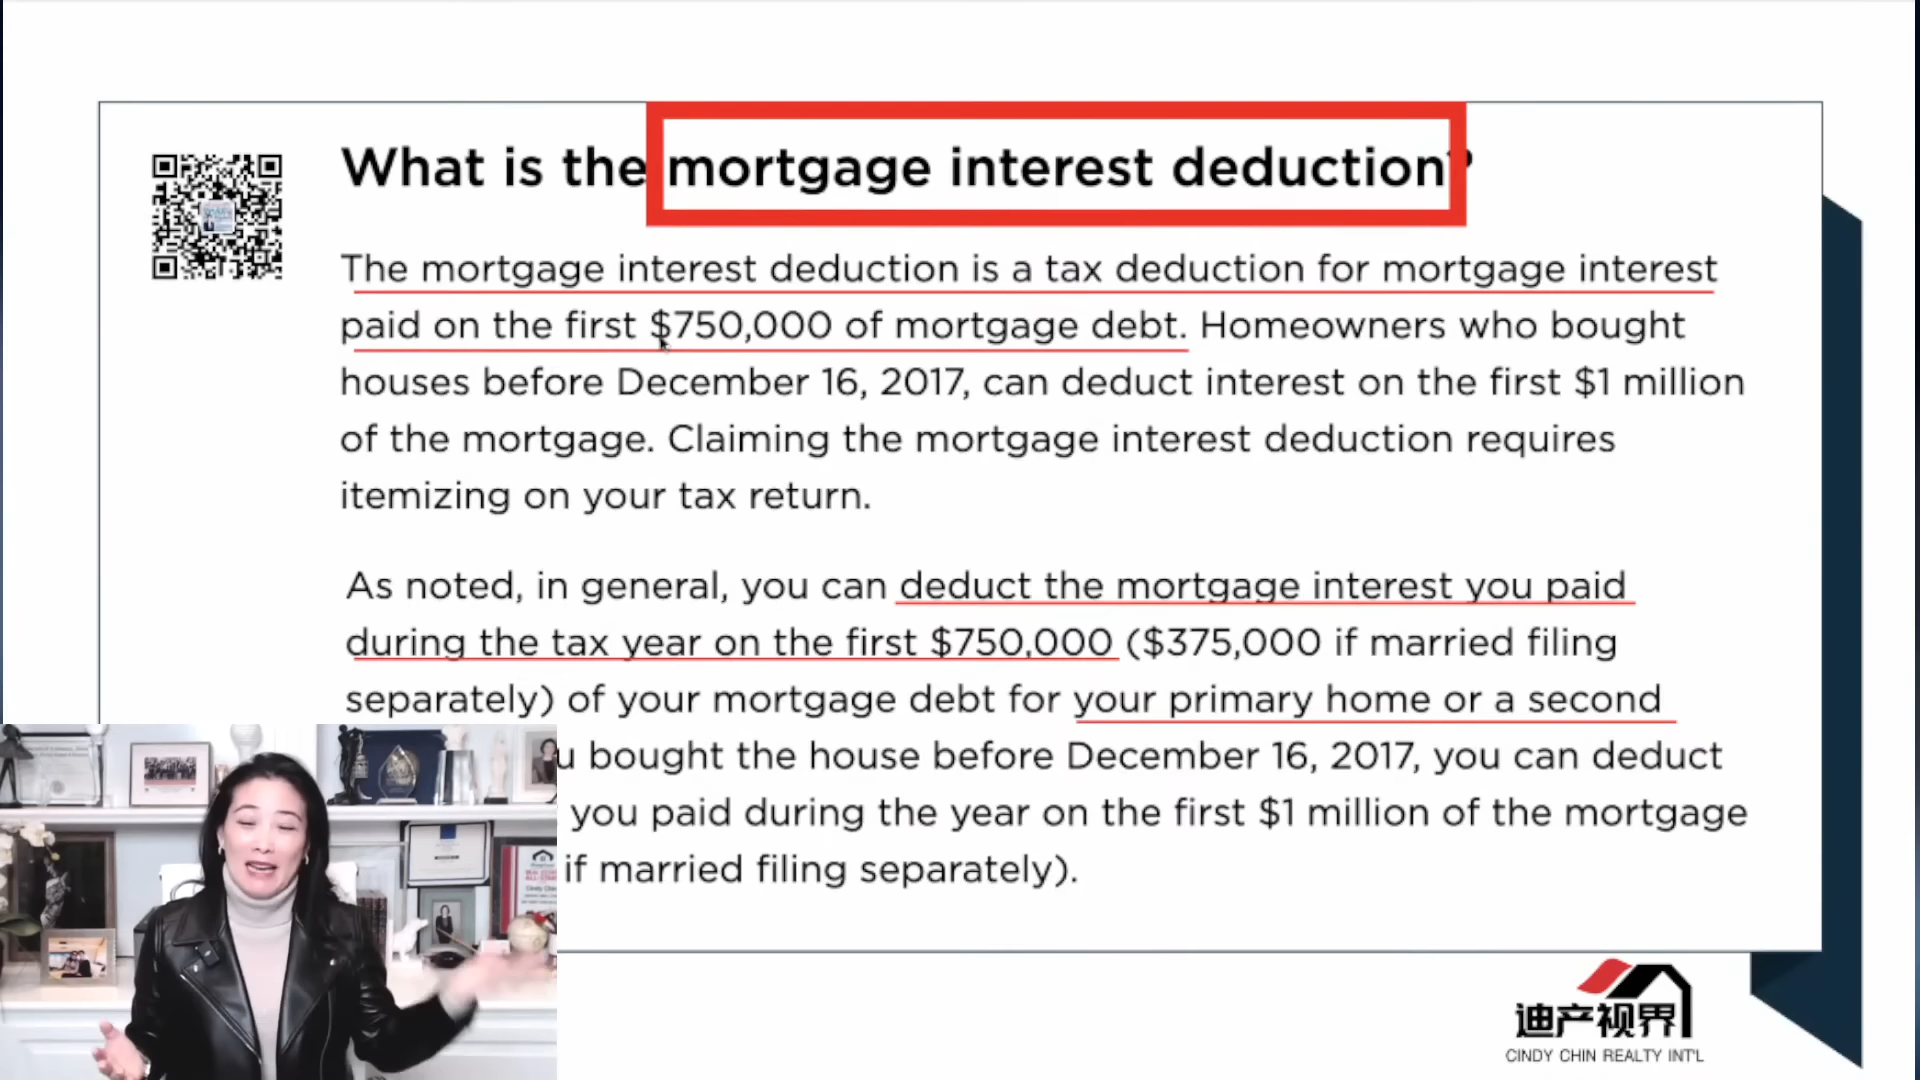 What is the mortgage interest deduction?
The mortgage interest deduction is a tax deduction for mortgage interest
paid on the first $750,000 of mortgage debt. Homeowners who bought
houses before December 16, 2017, can deduct interest on the first $1 million
of the mortgage. Claiming the mortgage interest deduction requires
itemizing on your tax return.
As noted, in general, you can deduct the mortgage interest you paid
during the tax year on the first $750,000 ($375,000 if married filing
separately) of your mortgage debt for your primary home or a second
bought the house before December 16, 2017, you can deduct
you paid during the year on the first $1 million of the mortgage
if married filing separately).
迪产视界
CINDY CHIN REALTY INT'L